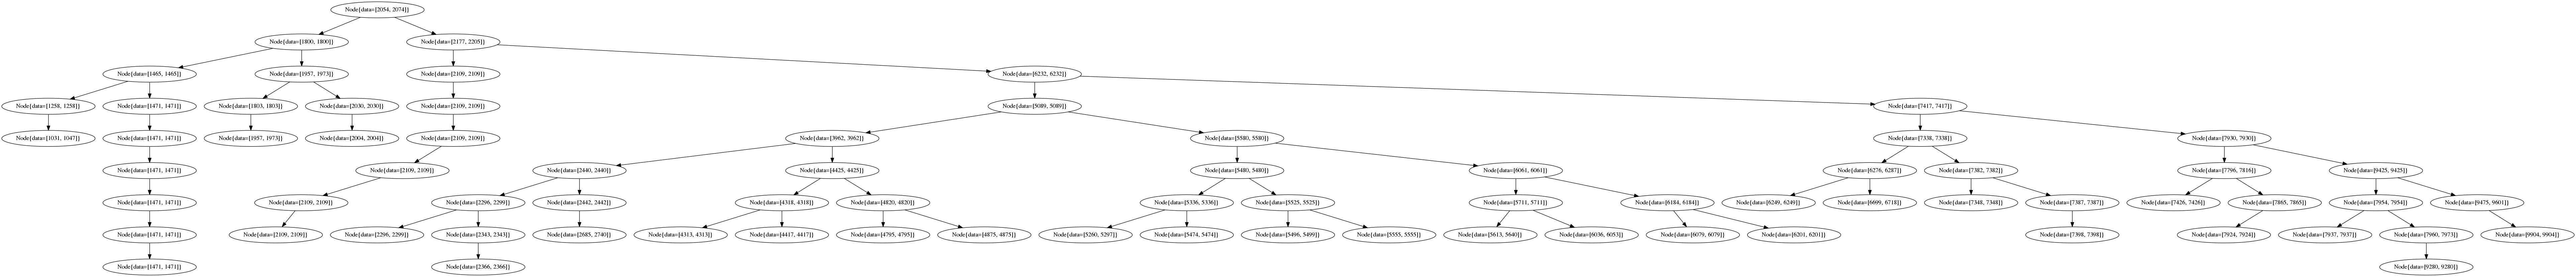 Node{data=[2054, 2074]}
Node{data=[1800, 1800]}
Node{data=[2177, 2205]}
Node{data=[1465, 1465]}
Node{data=[1957, 1973]}
Node{data=[2109, 2109]}
Node{data=[6232, 6232]}
Node{data=[1258, 1258]}
Node{data=[1471, 1471]}
Node{data=[1803, 1803]}
Node{data=[2030, 2030]}
Node{data=[2109, 2109]}
Node{data=[5089, 5089]}
Node{data=[7417, 7417]}
Node{data=[1031, 1047]}
Node{data=[1471, 1471]}
Node{data=[1957, 1973]}
Node{data=[2004, 2004]}
Node{data=[2109, 2109]}
Node{data=[3962, 3962]}
Node{data=[5580, 5580]}
Node{data=[7338, 7338]}
Node{data=[7930, 7930]}
Node{data=[1471, 1471]}
Node{data=[2109, 2109]}
Node{data=[2440, 2440]}
Node{data=[4425, 4425]}
Node{data=[5480, 5480]}
Node{data=[6061, 6061]}
Node{data=[6276, 6287]}
Node{data=[7382, 7382]}
Node{data=[7796, 7816]}
Node{data=[9425, 9425]}
Node{data=[1471, 1471]}
Node{data=[2109, 2109]}
Node{data=[2296, 2299]}
Node{data=[2442, 2442]}
Node{data=[4318, 4318]}
Node{data=[4820, 4820]}
Node{data=[5336, 5336]}
Node{data=[5525, 5525]}
Node{data=[5711, 5711]}
Node{data=[6184, 6184]}
Node{data=[6249, 6249]}
Node{data=[6699, 6718]}
Node{data=[7348, 7348]}
Node{data=[7387, 7387]}
Node{data=[7426, 7426]}
Node{data=[7865, 7865]}
Node{data=[7954, 7954]}
Node{data=[9475, 9601]}
Node{data=[1471, 1471]}
Node{data=[2109, 2109]}
Node{data=[2296, 2299]}
Node{data=[2343, 2343]}
Node{data=[2685, 2740]}
Node{data=[4313, 4313]}
Node{data=[4417, 4417]}
Node{data=[4795, 4795]}
Node{data=[4875, 4875]}
Node{data=[5260, 5297]}
Node{data=[5474, 5474]}
Node{data=[5496, 5499]}
Node{data=[5555, 5555]}
Node{data=[5613, 5640]}
Node{data=[6036, 6053]}
Node{data=[6079, 6079]}
Node{data=[6201, 6201]}
Node{data=[7398, 7398]}
Node{data=[7924, 7924]}
Node{data=[7937, 7937]}
Node{data=[7960, 7973]}
Node{data=[9904, 9904]}
Node{data=[1471, 1471]}
Node{data=[2366, 2366]}
Node{data=[9280, 9280]}